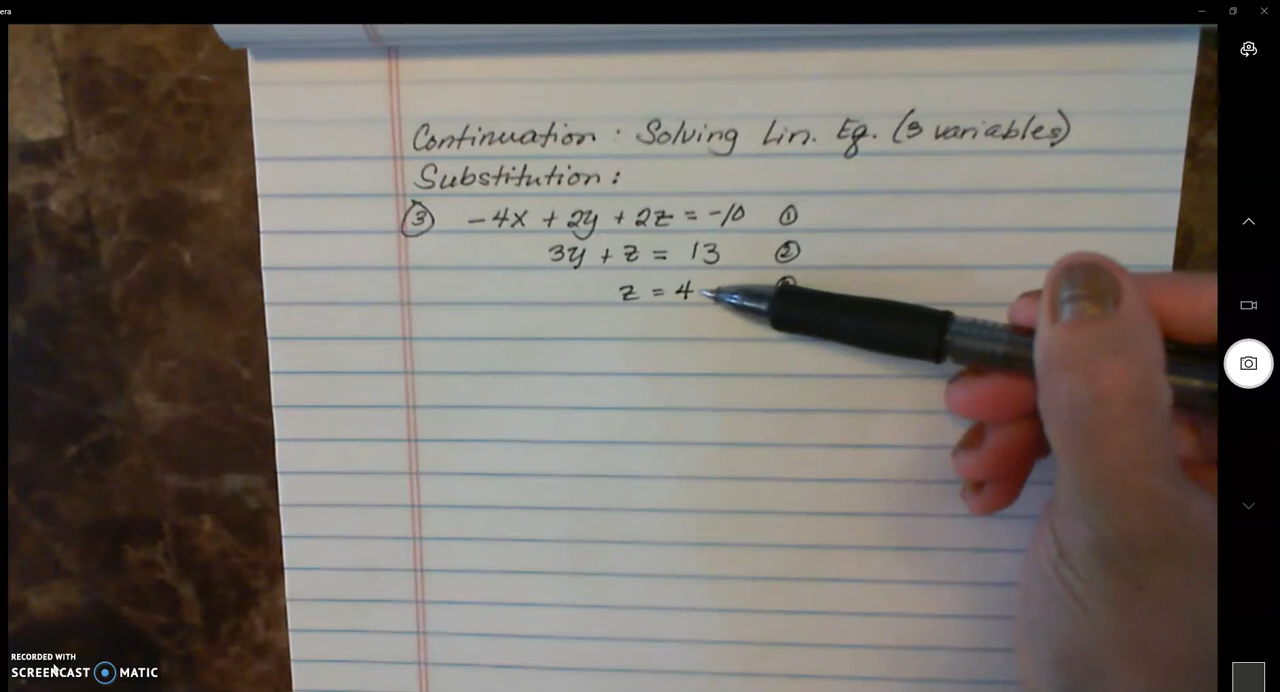 era
Continuation : Solving Lin. Eq. (3 variables)
Substitution :
③ -4x + 2y + 2z = -10 ①
3y + z = 13 ②
z = 4
RECORDED WITH
SCREENCAST MATIC